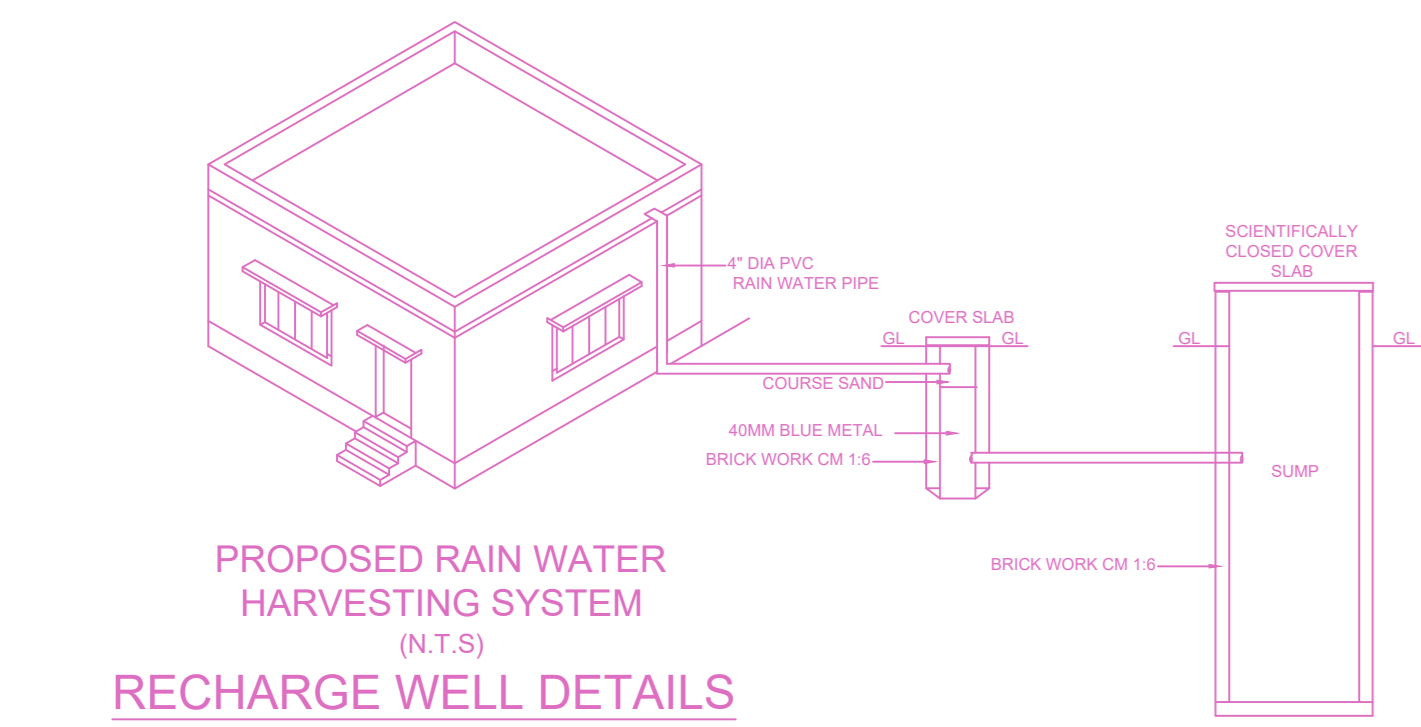 SCIENTIFICALLY
CLOSED COVER
SLAB
4" DIA PVC
RAIN WATER PIPE
COVER SLAB
GL
GL
GL
GL
COURSE SAND
40MM BLUE METAL
BRICK WORK CM 1:6
SUMP
BRICK WORK CM 1:6
PROPOSED RAIN WATER
HARVESTING SYSTEM
(N.T.S)
RECHARGE WELL DETAILS